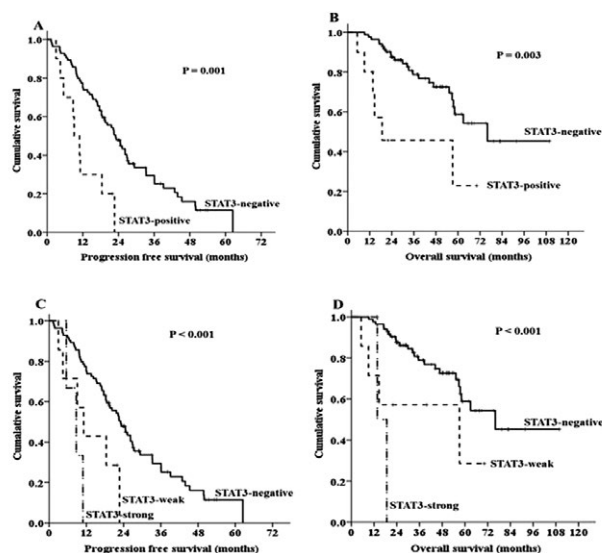 A
P = 0.001
Cumulative survival
1.0
0.8
0.6
0.4
0.2
0.0
STAT3-negative
STAT3-positive
0 12 24 36 48 60 72
Progression free survival (months)
B
P = 0.003
Cumulative survival
1.0
0.8
0.6
0.4
0.2
0.0
STAT3-negative
STAT3-positive
0 12 24 36 48 60 72 84 96 108 120
Overall survival (months)
C
P < 0.001
Cumulative survival
1.0
0.8
0.6
0.4
0.2
0.0
STAT3-negative
STAT3-weak
STAT3-strong
0 12 24 36 48 60 72
Progression free survival (months)
D
P < 0.001
Cumulative survival
1.0
0.8
0.6
0.4
0.2
0.0
STAT3-negative
STAT3-weak
STAT3-strong
0 12 24 36 48 60 72 84 96 108 120
Overall survival (months)